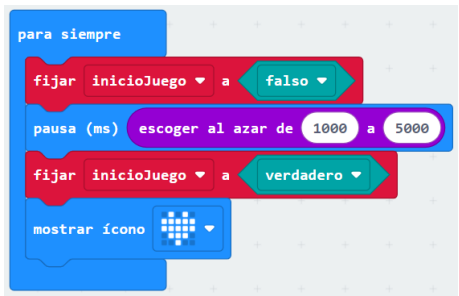 para siempre
fijar inicioJuego a falso
pausa (ms) escoger al azar de 1000 a 5000
fijar inicioJuego a verdadero
mostrar ícono